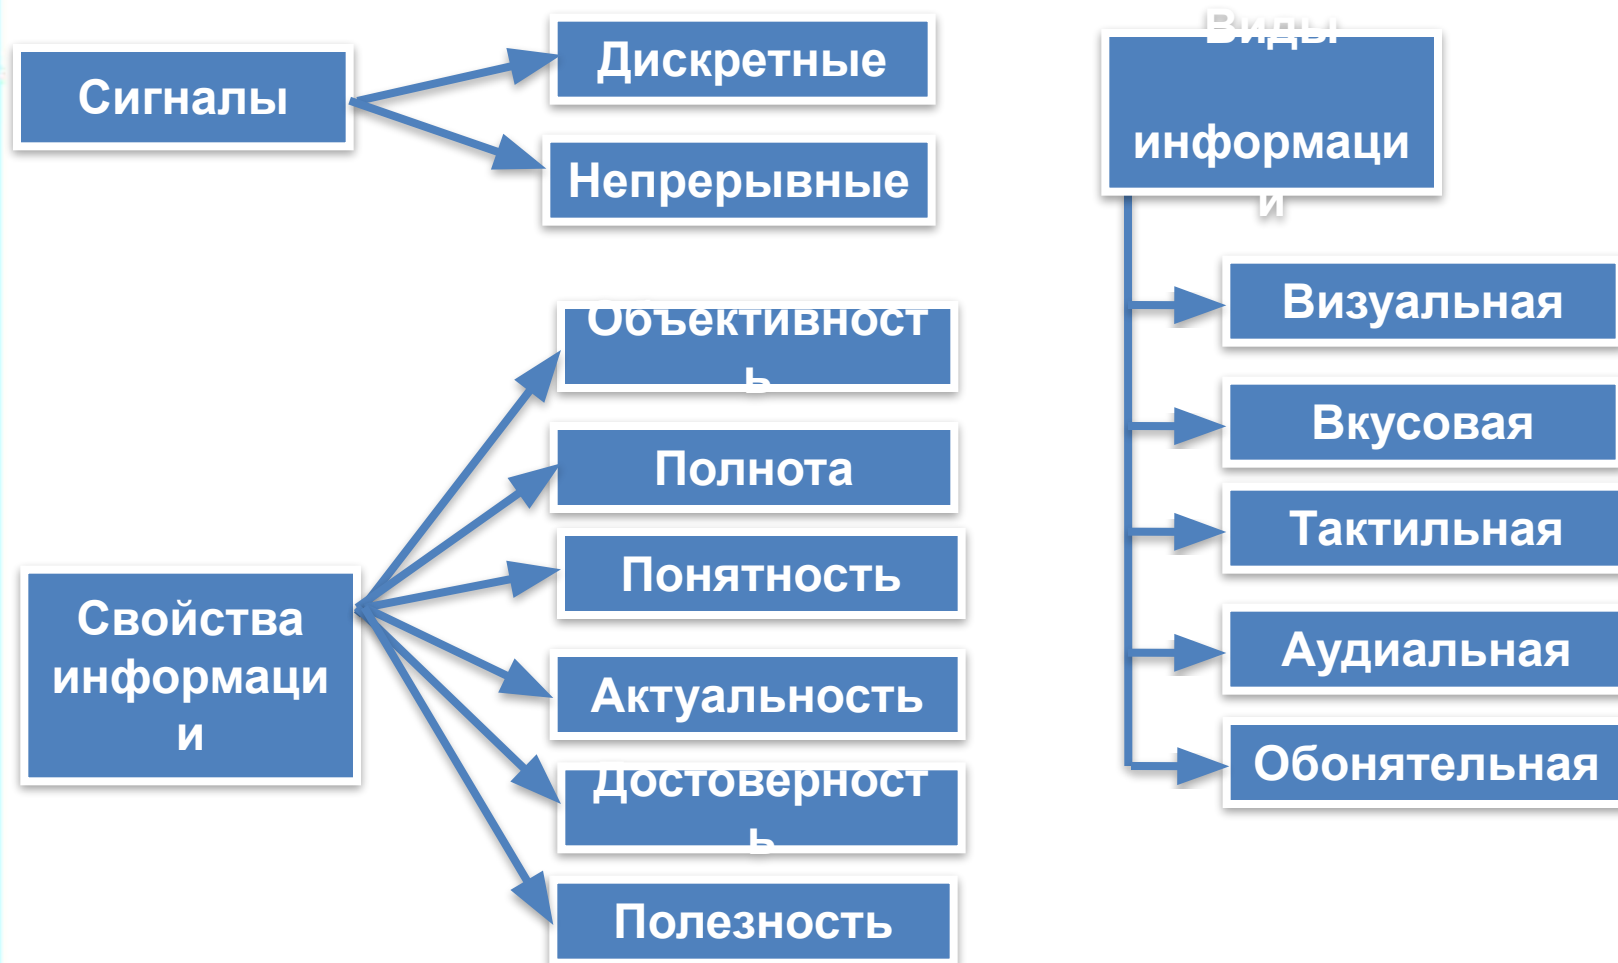 Сигналы
Дискретные
Непрерывные
Свойства
информаци
и
Объективност
ь
Полнота
Понятность
Актуальность
Достоверност
ь
Полезность
Виды
информаци
и
Визуальная
Вкусовая
Тактильная
Аудиальная
Обонятельная